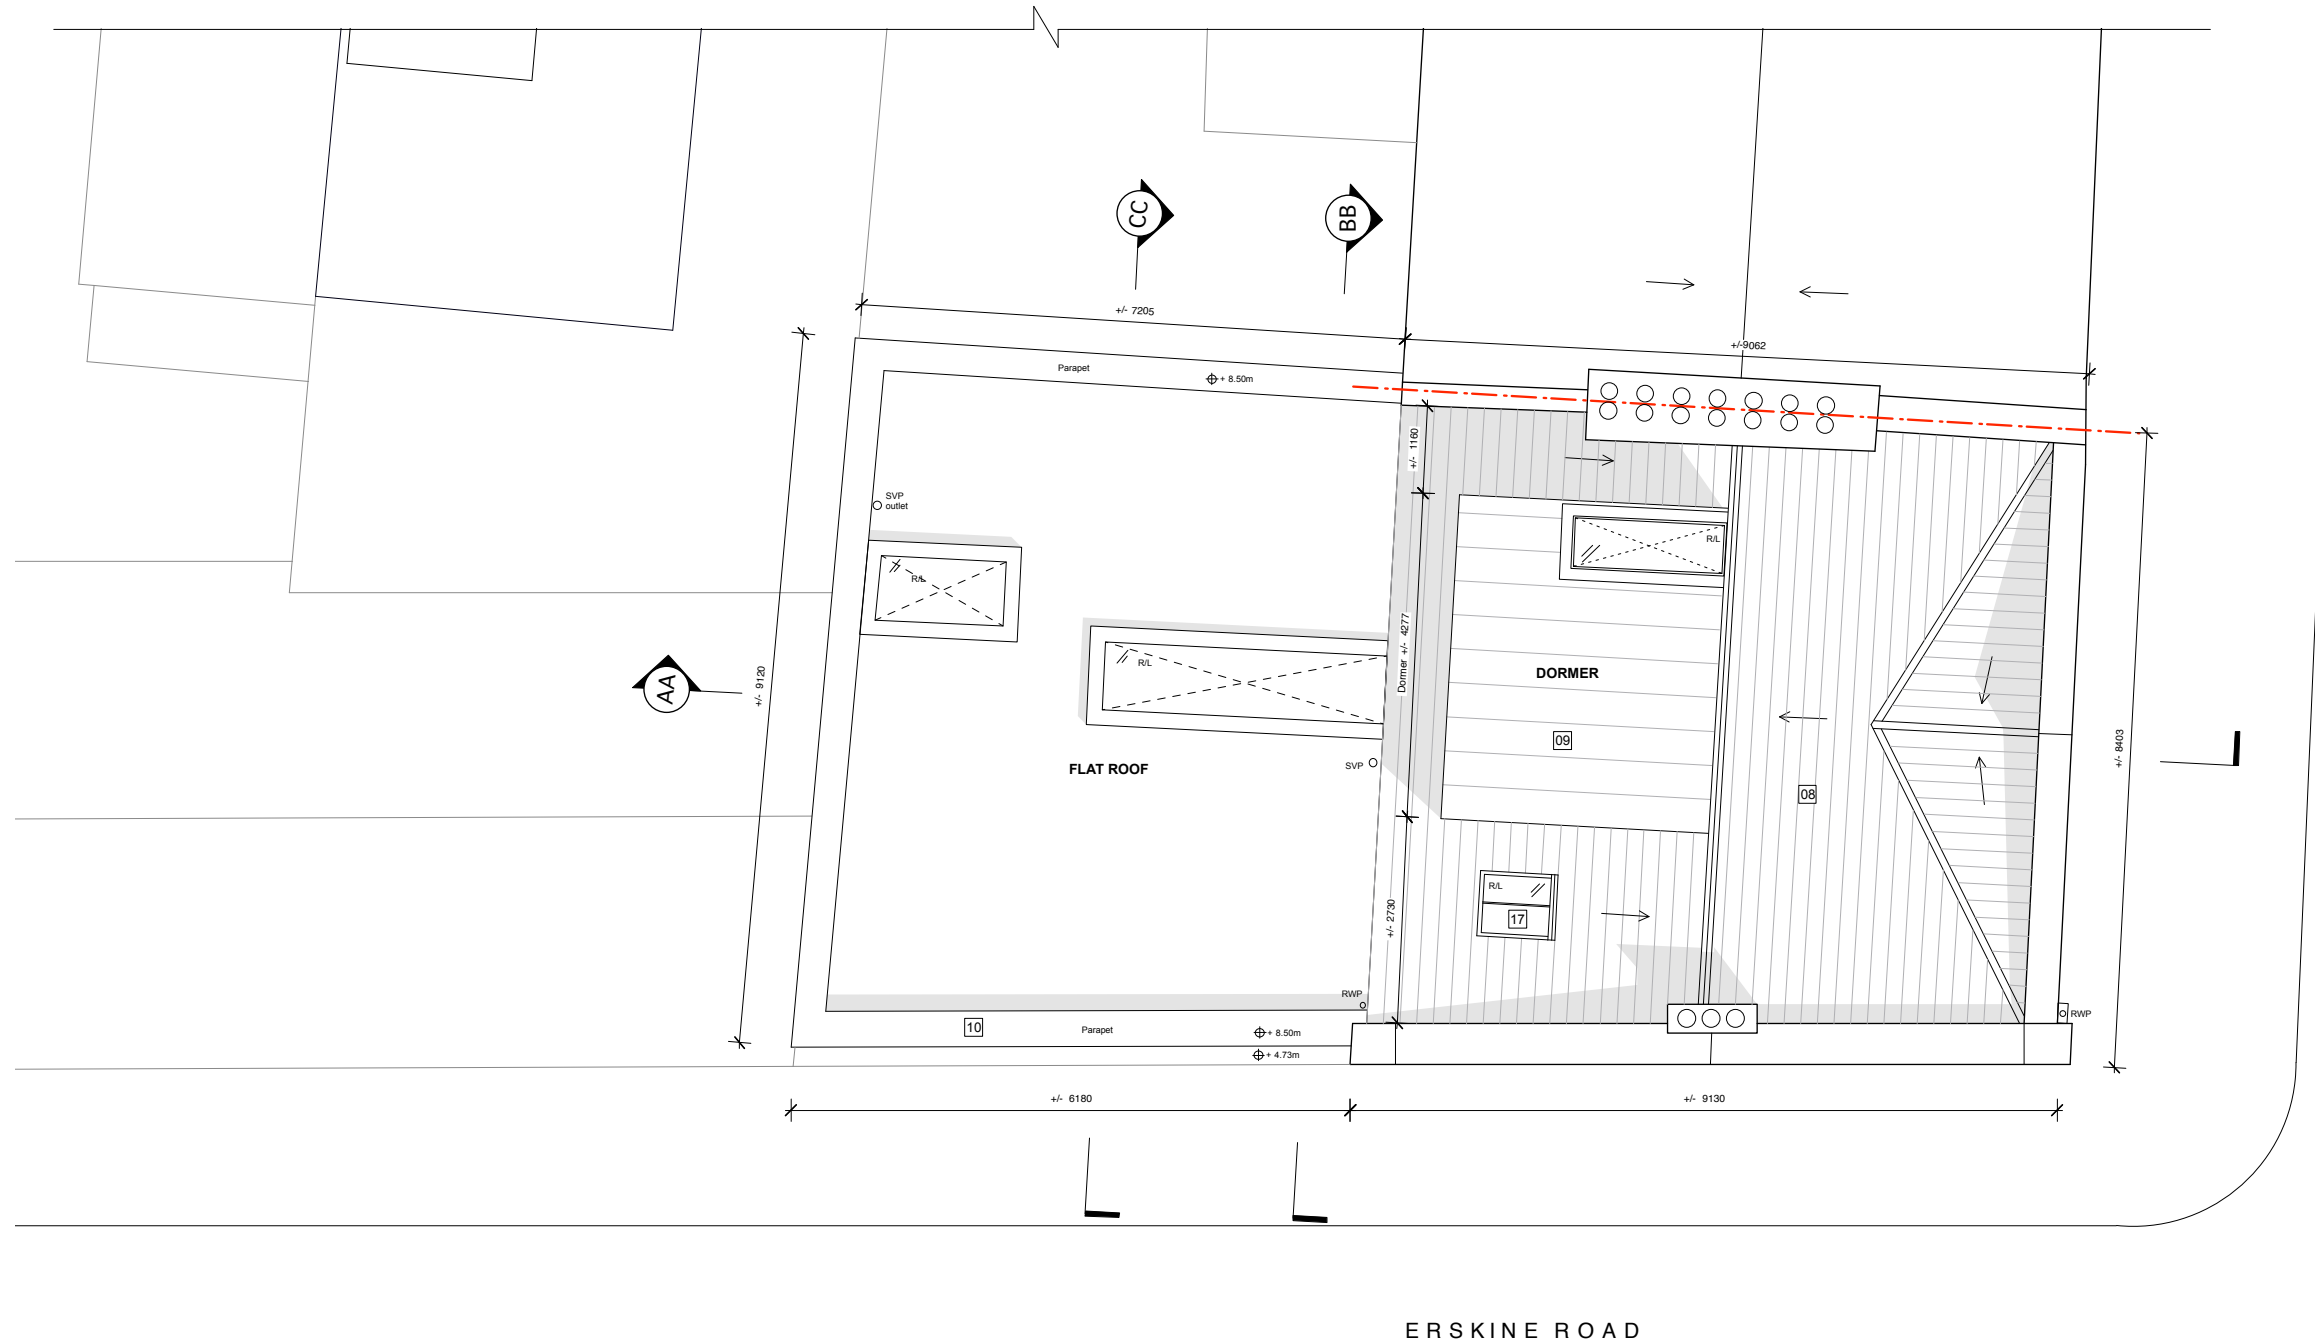 CC
BB
+/- 7205
+/-9062
Parapet
+ 8.50m
+/- 1160
SVP
outlet
R/L
R/L
R/L
Dormer +/- 4277
DORMER
AA
+/- 9120
09
FLAT ROOF
SVP
08
+/- 8403
R/L
17
+/- 2730
RWP
RWP
10
Parapet
+ 8.50m
+ 4.73m
+/- 6180
+/- 9130
ERSKINE ROAD